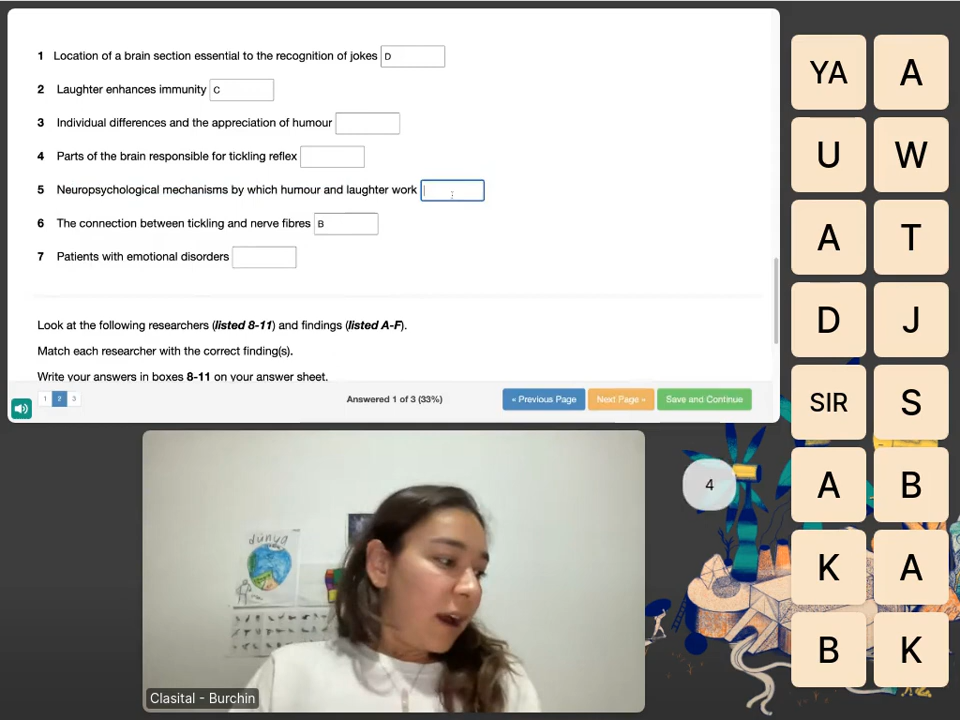 1 Location of a brain section essential to the recognition of jokes D
2 Laughter enhances immunity C
3 Individual differences and the appreciation of humour
4 Parts of the brain responsible for tickling reflex
5 Neuropsychological mechanisms by which humour and laughter work
6 The connection between tickling and nerve fibres B
7 Patients with emotional disorders
Look at the following researchers (listed 8-11) and findings (listed A-F).
Match each researcher with the correct finding(s).
Write your answers in boxes 8-11 on your answer sheet.
1 2 3
Answered 1 of 3 (33%)
« Previous Page
Next Page »
Save and Continue
dünya
Clasital - Burchin
4
YA A
U W
A T
D J
SIR S
A B
K A
B K